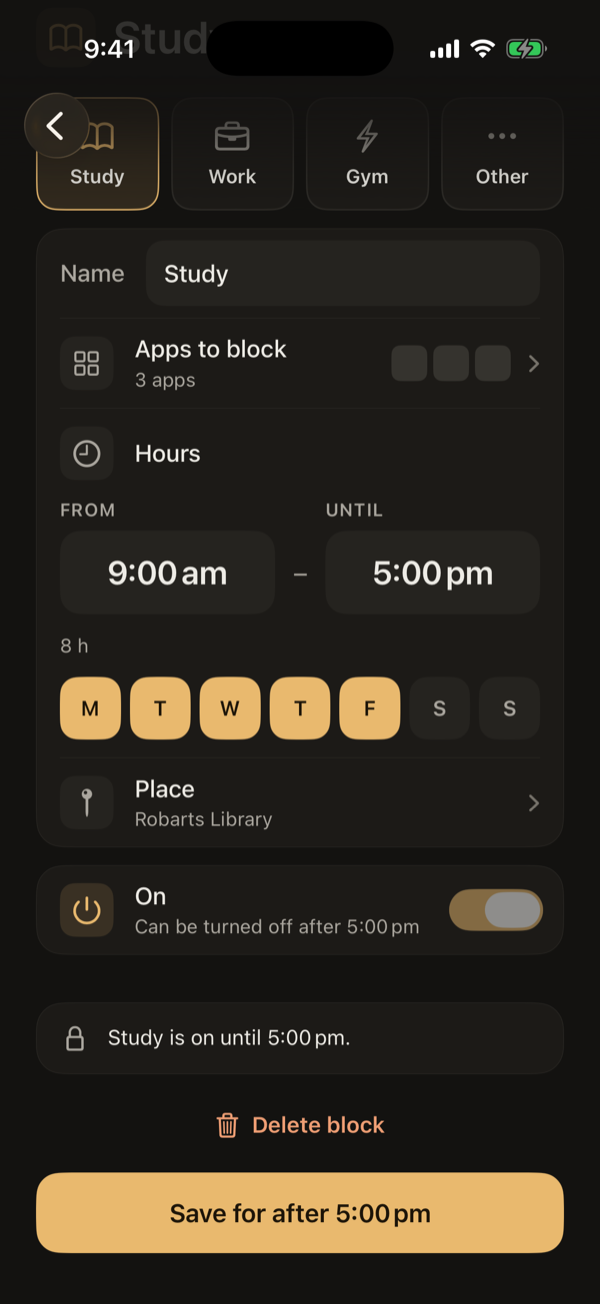 9:41
Study
Study
Work
Gym
Other
Name
Study
Apps to block
3 apps
Hours
FROM
UNTIL
9:00 am
–
5:00 pm
8 h
M T W T F S S
Place
Robarts Library
On
Can be turned off after 5:00 pm
Study is on until 5:00 pm.
Delete block
Save for after 5:00 pm